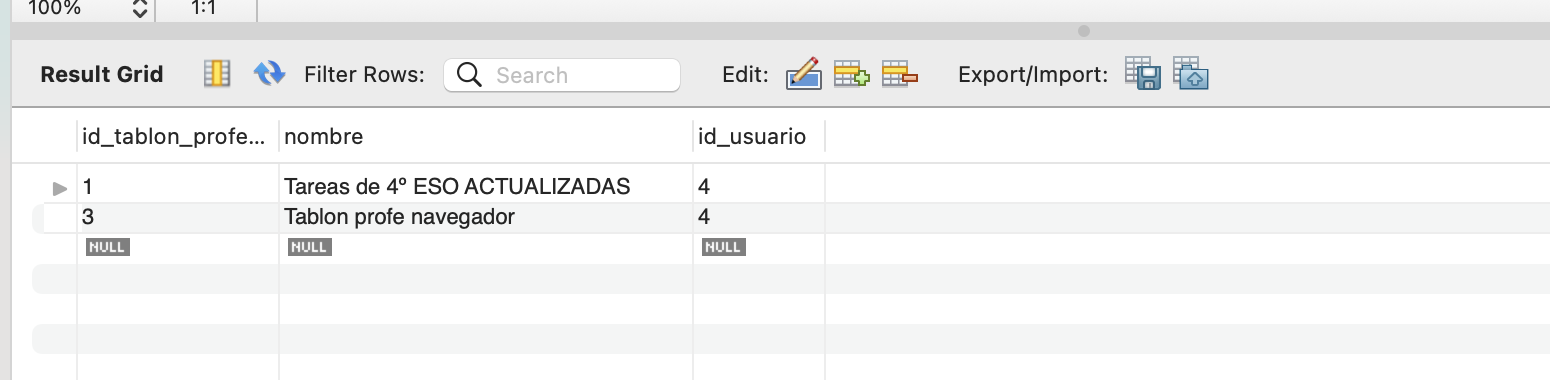 100% 1:1
Result Grid Filter Rows: Search Edit: Export/Import:
id_tablon_profe... nombre id_usuario
1 Tareas de 4º ESO ACTUALIZADAS 4
3 Tablon profe navegador 4
NULL NULL NULL